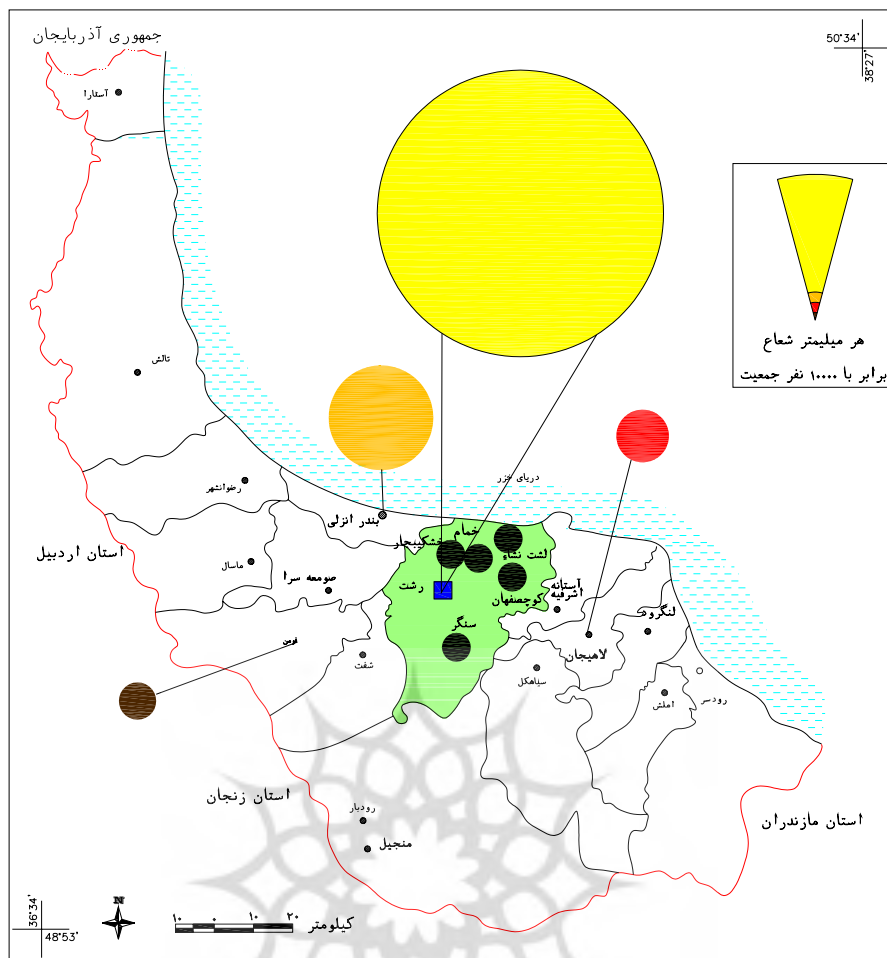 جمهوری آذربایجان
50°34'
38°27'
آستارا
هر میلیمتر شعاع
برابر با ۱۰۰۰۰ نفر جمعیت
تالش
دریای خزر
رضوانشهر
بندر انزلی
خمام
خشکبیجار
لشت نشاء
استان اردبیل
ماسال
صومعه سرا
رشت
کوچصفهان
آستانه
اشرفیه
سنگر
لنگرود
فومن
شفت
لاهیجان
سیاهکل
املش
رودسر
استان زنجان
رودبار
منجیل
استان مازندران
36°34'
48°53'
N
۱۰ ۰ ۱۰ ۲۰
کیلومتر